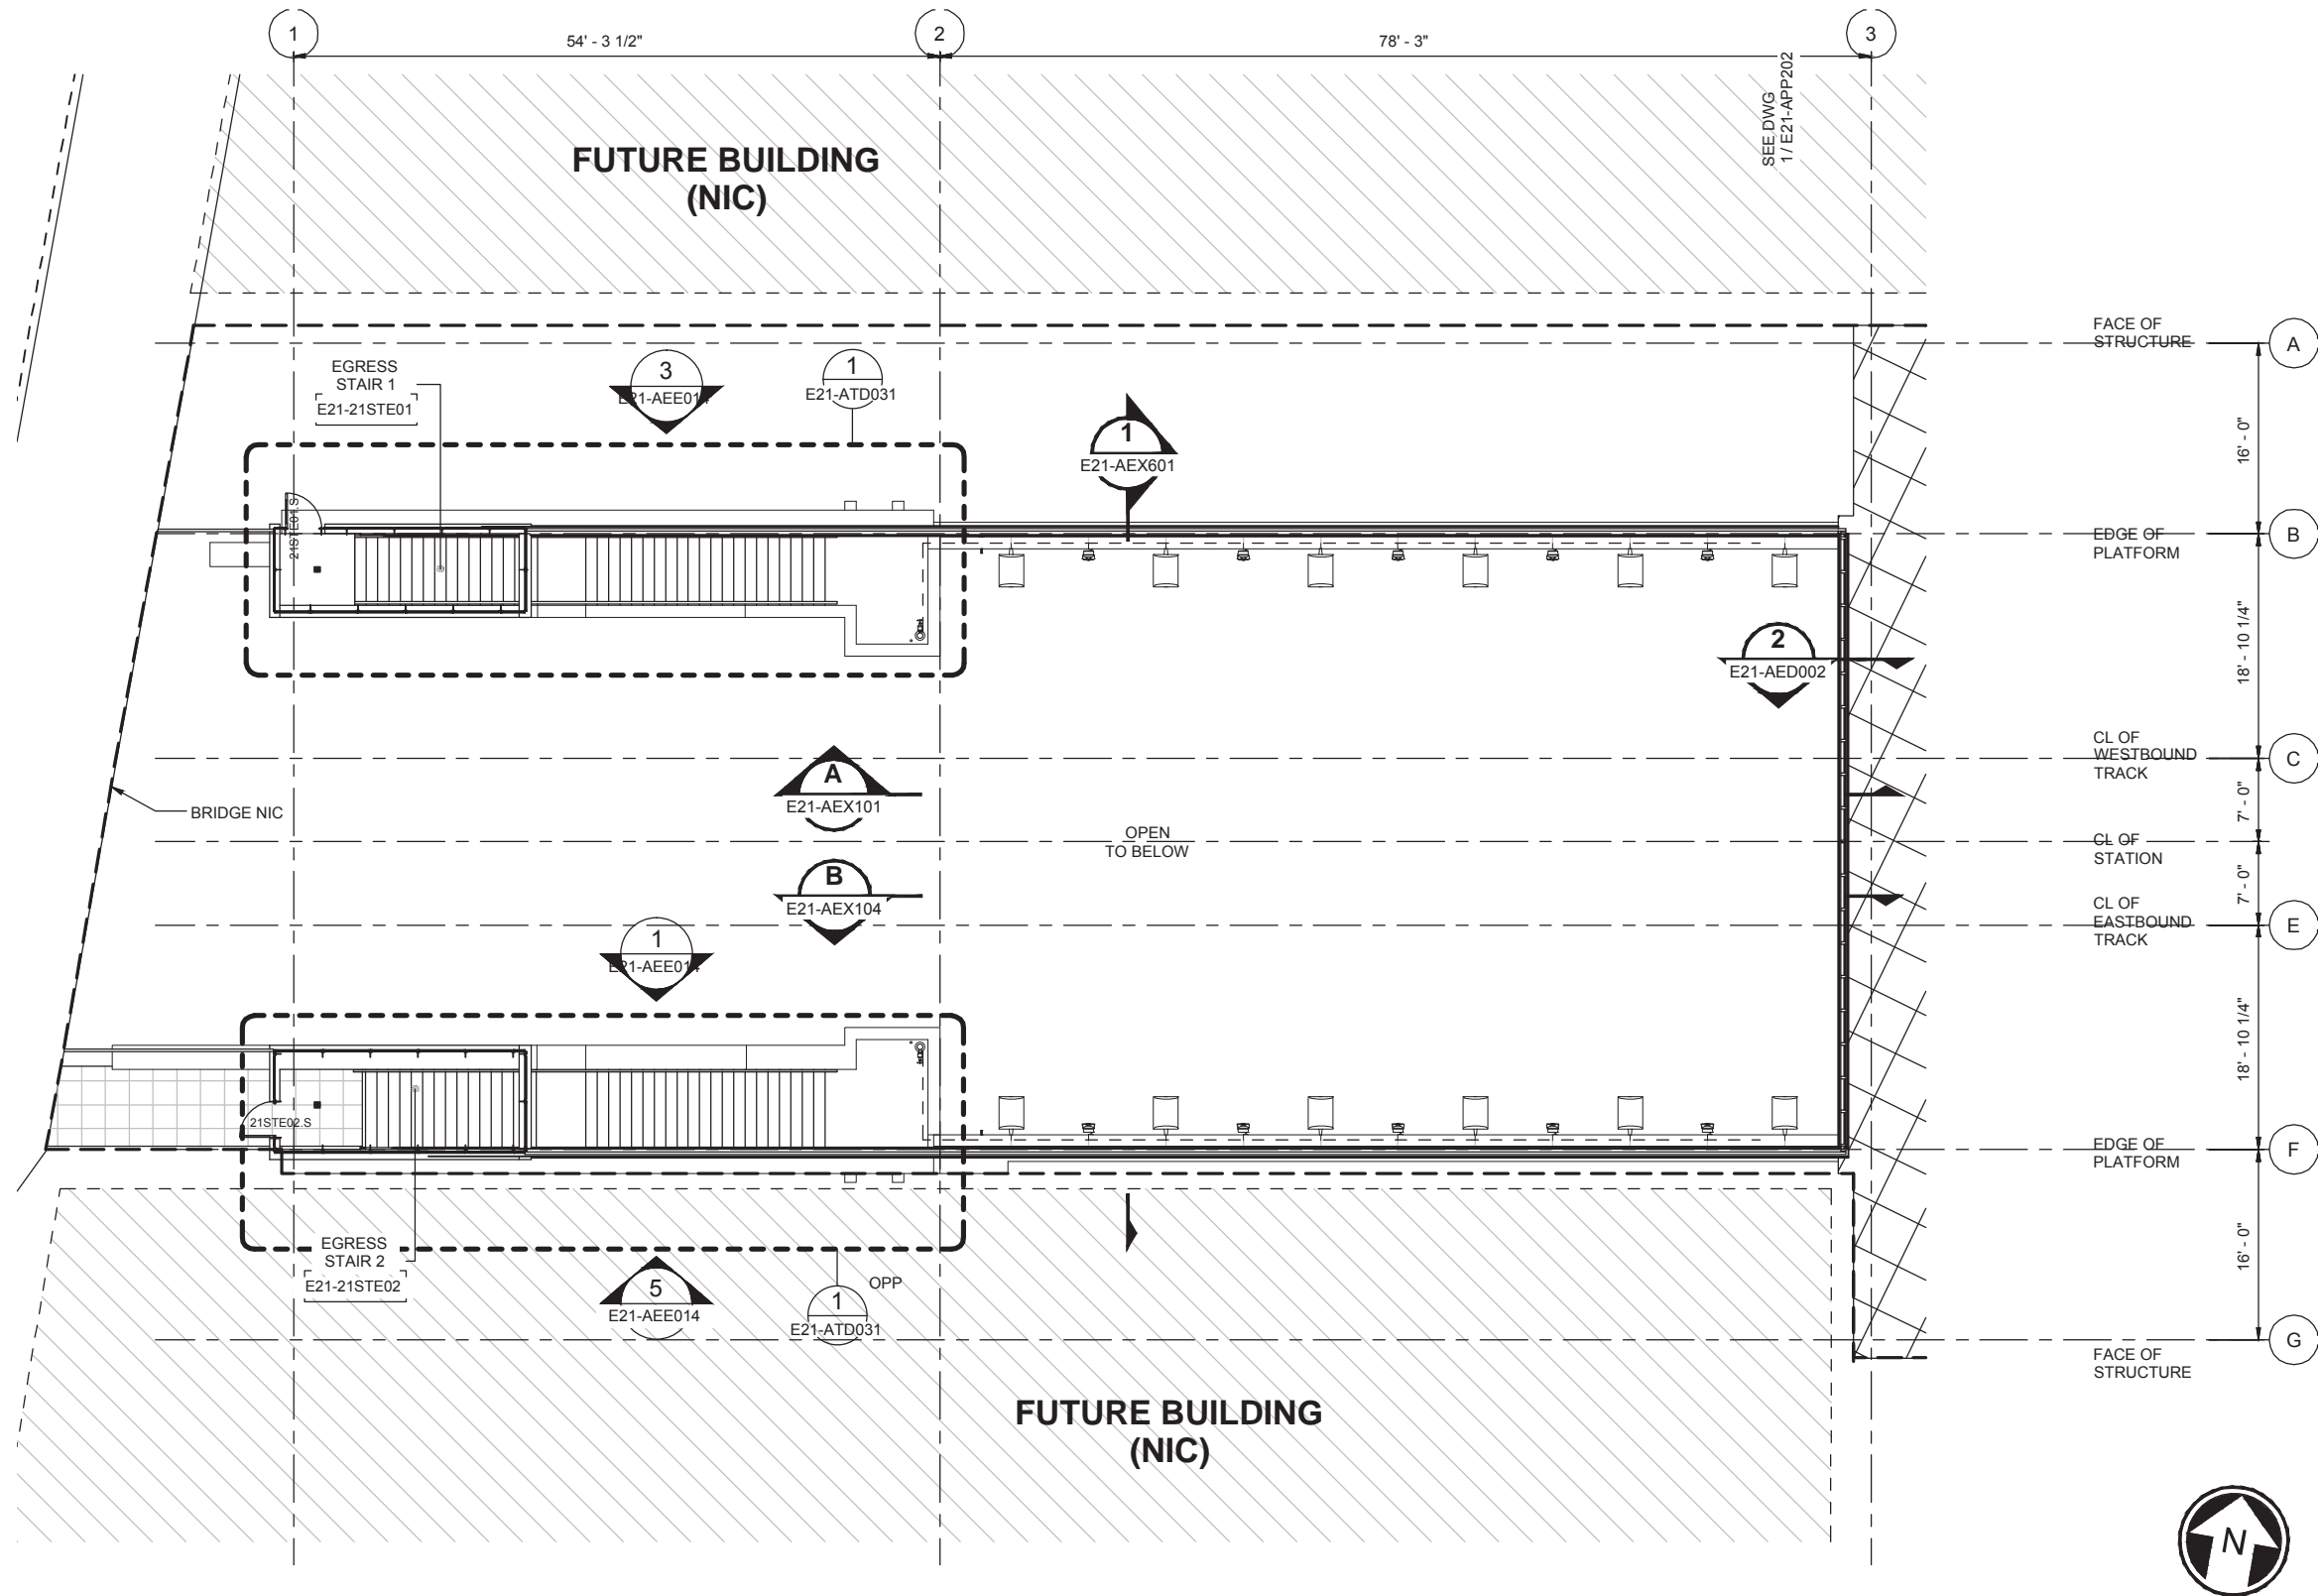 1
54' - 3 1/2"
2
78' - 3"
3
SEE DWG
1 / E21-APP202
FUTURE BUILDING
(NIC)
FACE OF
STRUCTURE
A
EGRESS
STAIR 1
E21-21STE01
3
E21-AEE014
1
E21-ATD031
1
E21-AEX601
16' - 0"
21STE01.S
EDGE OF
PLATFORM
B
2
E21-AED002
18' - 10 1/4"
CL OF
WESTBOUND
TRACK
C
A
E21-AEX101
BRIDGE NIC
7' - 0"
OPEN
TO BELOW
CL OF
STATION
B
E21-AEX104
7' - 0"
CL OF
EASTBOUND
TRACK
E
1
E21-AEE014
18' - 10 1/4"
21STE02.S
EDGE OF
PLATFORM
F
EGRESS
STAIR 2
E21-21STE02
5
E21-AEE014
OPP
1
E21-ATD031
16' - 0"
FACE OF
STRUCTURE
G
FUTURE BUILDING
(NIC)
N